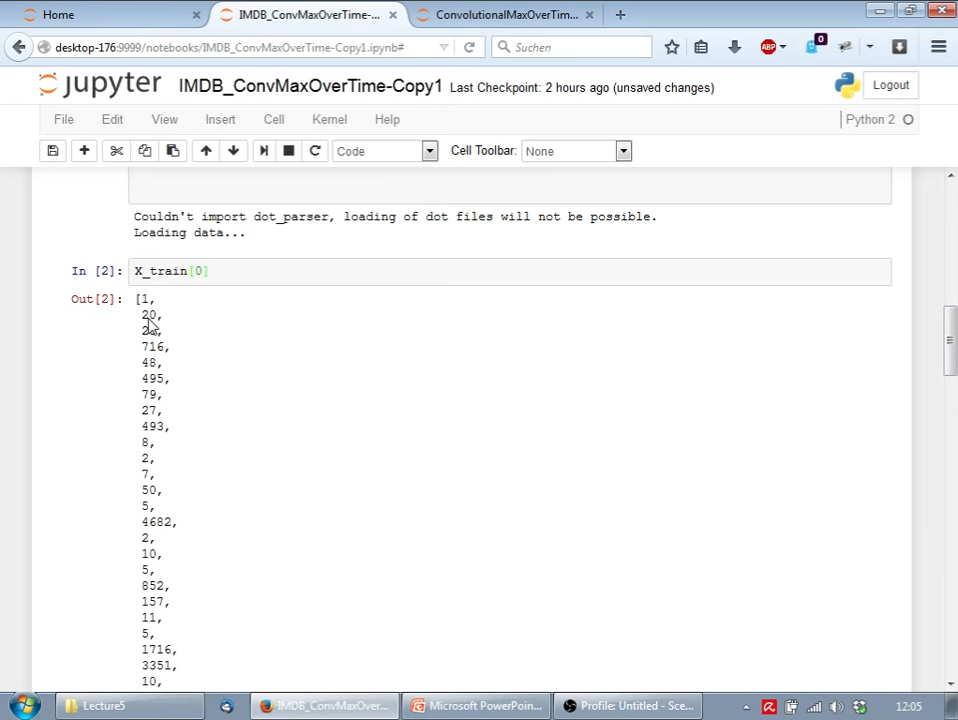 Home
IMDB_ConvMaxOverTime-...
ConvolutionalMaxOverTim...
desktop-176:9999/notebooks/IMDB_ConvMaxOverTime-Copy1.ipynb#
Suchen
ABP
0
jupyter
IMDB_ConvMaxOverTime-Copy1 Last Checkpoint: 2 hours ago (unsaved changes)
Logout
File Edit View Insert Cell Kernel Help
Python 2
Code
Cell Toolbar: None
Couldn't import dot_parser, loading of dot files will not be possible.
Loading data...
In [2]: X_train[0]
Out[2]: [1,
20,
716,
48,
495,
79,
27,
493,
8,
2,
7,
50,
5,
4682,
2,
10,
5,
852,
157,
11,
5,
1716,
3351,
10,
Lecture5
IMDB_ConvMaxOver...
Microsoft PowerPoin...
Profile: Untitled - Sce...
12:05